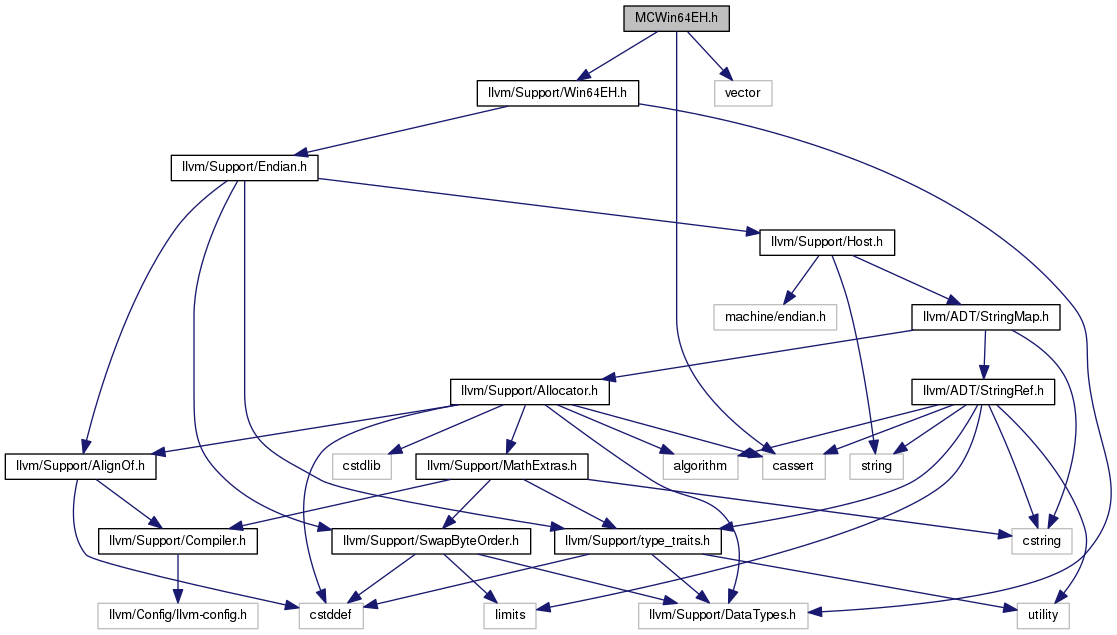 MCWin64EH.h
llvm/Support/Win64EH.h
vector
llvm/Support/Endian.h
llvm/Support/Host.h
machine/endian.h
llvm/ADT/StringMap.h
llvm/Support/Allocator.h
llvm/ADT/StringRef.h
llvm/Support/AlignOf.h
cstdlib
llvm/Support/MathExtras.h
algorithm
cassert
string
llvm/Support/Compiler.h
llvm/Support/SwapByteOrder.h
llvm/Support/type_traits.h
cstring
llvm/Config/llvm-config.h
cstddef
limits
llvm/Support/DataTypes.h
utility